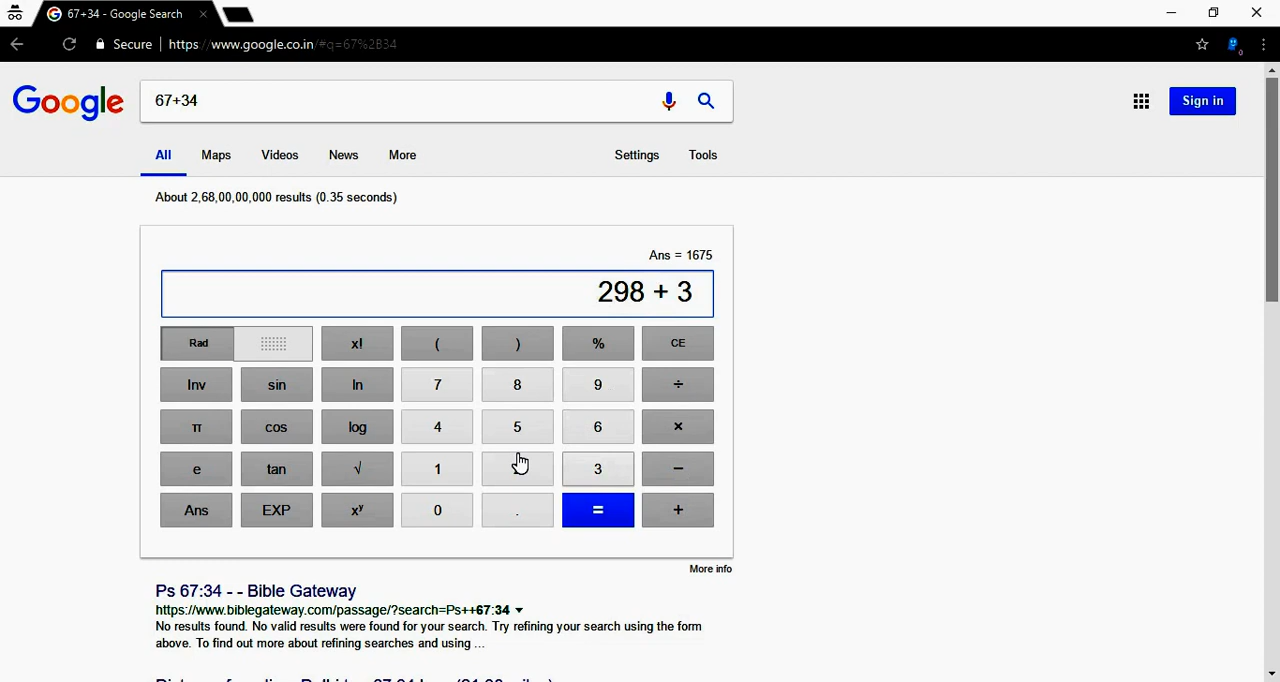 67+34 - Google Search
Secure https://www.google.co.in/#q=67%2B34
Google 67+34 Sign in
All Maps Videos News More Settings Tools
About 2,68,00,00,000 results (0.35 seconds)
Ans = 1675
298 + 3
Rad x! ( ) % CE
Inv sin ln 7 8 9 ÷
π cos log 4 5 6 ×
e tan √ 1 3 −
Ans EXP xʸ 0 . = +
More info
Ps 67:34 - - Bible Gateway
https://www.biblegateway.com/passage/?search=Ps++67:34
No results found. No valid results were found for your search. Try refining your search using the form
above. To find out more about refining searches and using ...